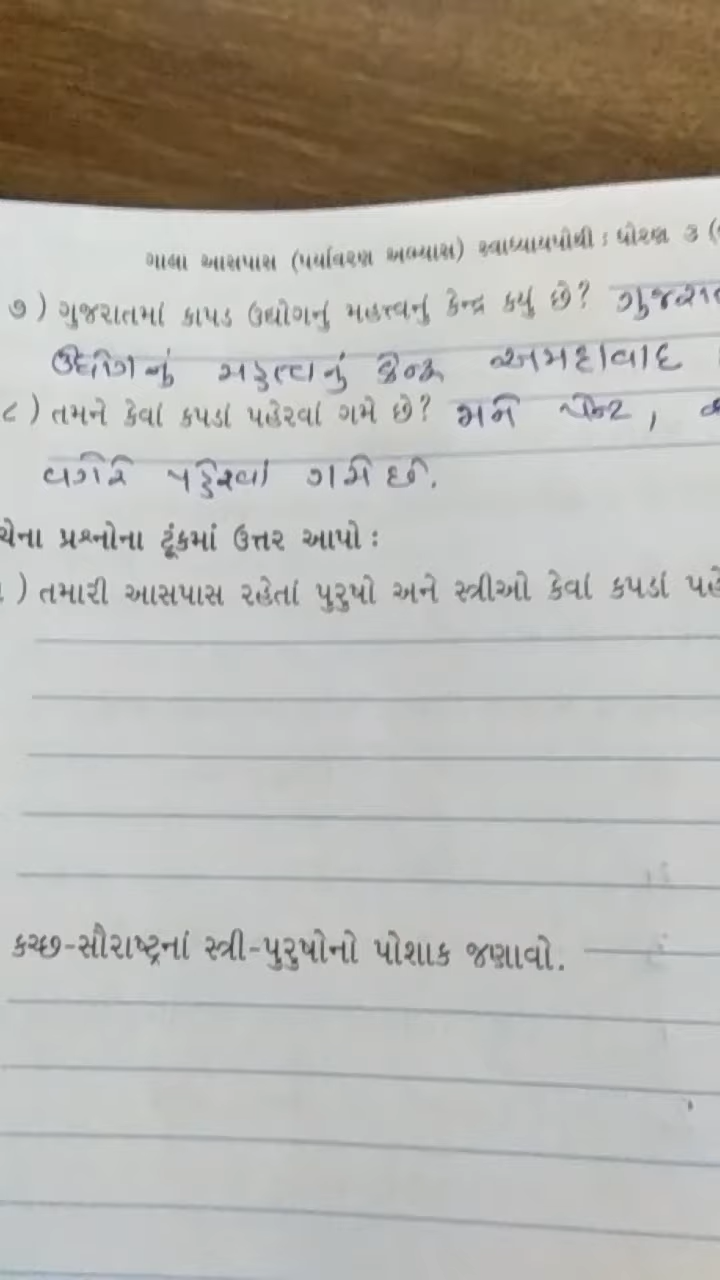 ગાલા આસપાસ (પર્યાવરણ અભ્યાસ) સ્વાધ્યાયપોથી : ધોરણ ૩ (
૭) ગુજરાતમાં કાપડ ઉદ્યોગનું મહત્ત્વનું કેન્દ્ર કયું છે? ગુજરા
ઉદ્યોગનું મહત્વનું કેન્દ્ર અમદાવાદ
૮) તમને કેવાં કપડાં પહેરવાં ગમે છે? મને પેન્ટ,
વગેરે પહેરવાં ગમે છે.
ચેના પ્રશ્નોના ટૂંકમાં ઉત્તર આપો :
) તમારી આસપાસ રહેતાં પુરુષો અને સ્ત્રીઓ કેવાં કપડાં પહે
કચ્છ-સૌરાષ્ટ્રનાં સ્ત્રી-પુરુષોનો પોશાક જણાવો.